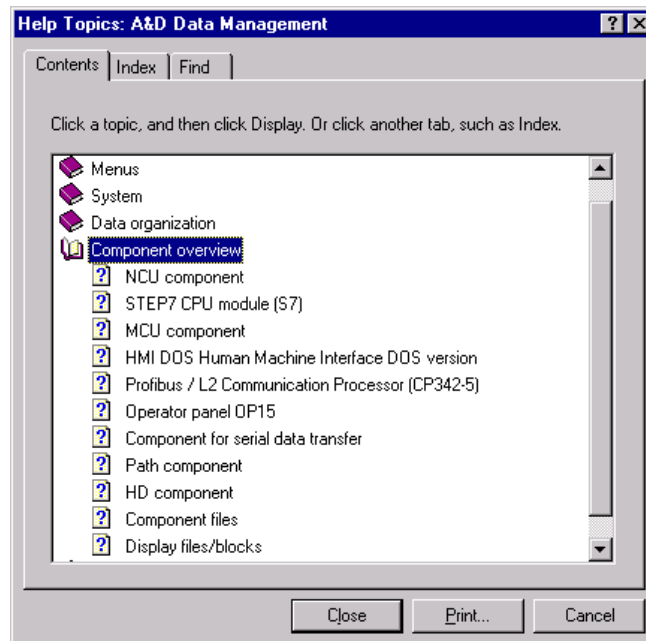 Help Topics: A&D Data Management
Contents Index Find
Click a topic, and then click Display. Or click another tab, such as Index.
Menus
System
Data organization
Component overview
NCU component
STEP7 CPU module (S7)
MCU component
HMI DOS Human Machine Interface DOS version
Profibus / L2 Communication Processor (CP342-5)
Operator panel OP15
Component for serial data transfer
Path component
HD component
Component files
Display files/blocks
Close Print... Cancel